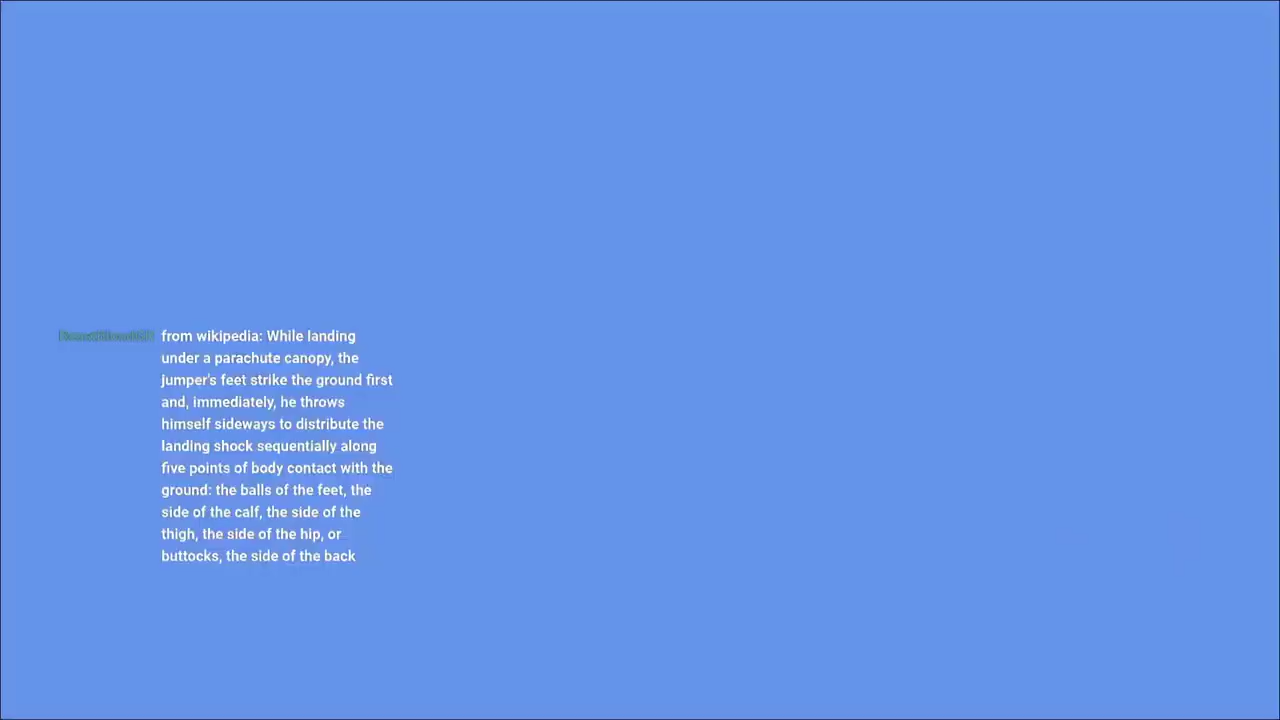 from wikipedia: While landing
under a parachute canopy, the
jumper's feet strike the ground first
and, immediately, he throws
himself sideways to distribute the
landing shock sequentially along
five points of body contact with the
ground: the balls of the feet, the
side of the calf, the side of the
thigh, the side of the hip, or
buttocks, the side of the back